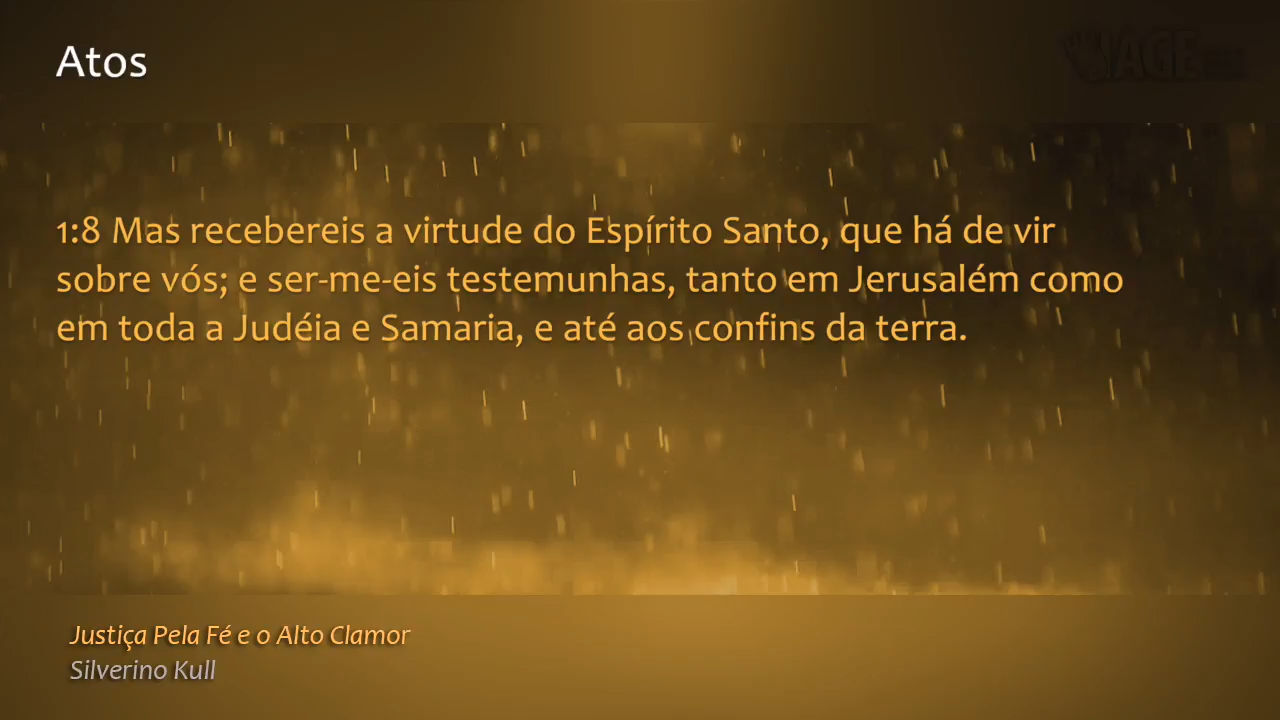 Atos
1:8 Mas recebereis a virtude do Espírito Santo, que há de vir
sobre vós; e ser-me-eis testemunhas, tanto em Jerusalém como
em toda a Judéia e Samaria, e até aos confins da terra.
Justiça Pela Fé e o Alto Clamor
Silverino Kull